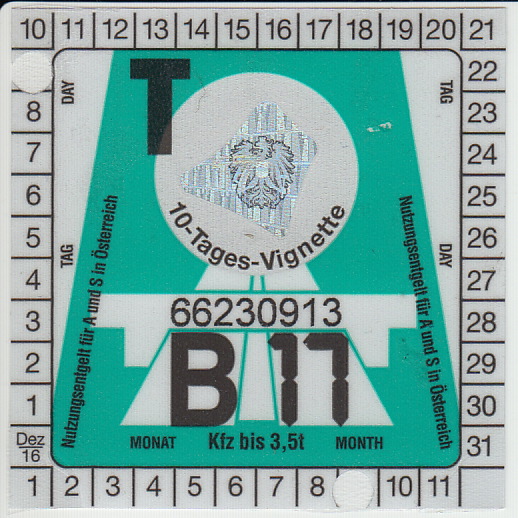 10 11 12 13 14 15 16 17 18 19 20 21
22
23
24
25
26
27
28
29
30
31
8
7
6
5
4
3
2
1
Dez
16
1 2 3 4 5 6 7 8 10 11
DAY
TAG
TAG
DAY
T
10-Tages-Vignette
Nutzungsentgelt für A und S in Österreich
Nutzungsentgelt für A und S in Österreich
66230913
B 17
MONAT Kfz bis 3,5t MONTH